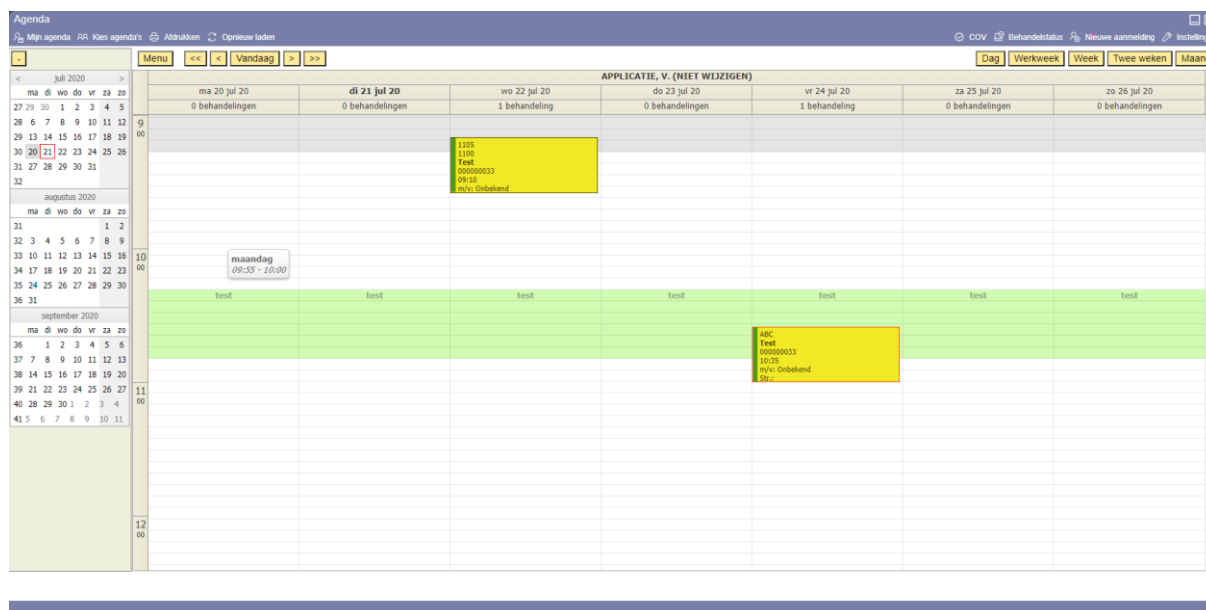 Agenda
Mijn agenda Kies agenda's Afdrukken Opnieuw laden COV Behandelstatus Nieuwe aanmelding Instelling
- Menu << < Vandaag > >> Dag Werkweek Week Twee weken Maan
< juli 2020 >
ma di wo do vr za zo
27 29 30 1 2 3 4 5
28 6 7 8 9 10 11 12
29 13 14 15 16 17 18 19
30 20 21 22 23 24 25 26
31 27 28 29 30 31
32
augustus 2020
ma di wo do vr za zo
31 1 2
32 3 4 5 6 7 8 9
33 10 11 12 13 14 15 16
34 17 18 19 20 21 22 23
35 24 25 26 27 28 29 30
36 31
september 2020
ma di wo do vr za zo
36 1 2 3 4 5 6
37 7 8 9 10 11 12 13
38 14 15 16 17 18 19 20
39 21 22 23 24 25 26 27
40 28 29 30 1 2 3 4
41 5 6 7 8 9 10 11
APPLICATIE, V. (NIET WIJZIGEN)
ma 20 jul 20 di 21 jul 20 wo 22 jul 20 do 23 jul 20 vr 24 jul 20 za 25 jul 20 zo 26 jul 20
0 behandelingen 0 behandelingen 1 behandeling 0 behandelingen 1 behandeling 0 behandelingen 0 behandelingen
9
00
1105
1100
Test
000000033
09:10
m/v: Onbekend
10
00
maandag
09:55 - 10:00
test test test test test test test
ABC
Test
000000033
10:35
m/v: Onbekend
Str.:
11
00
12
00